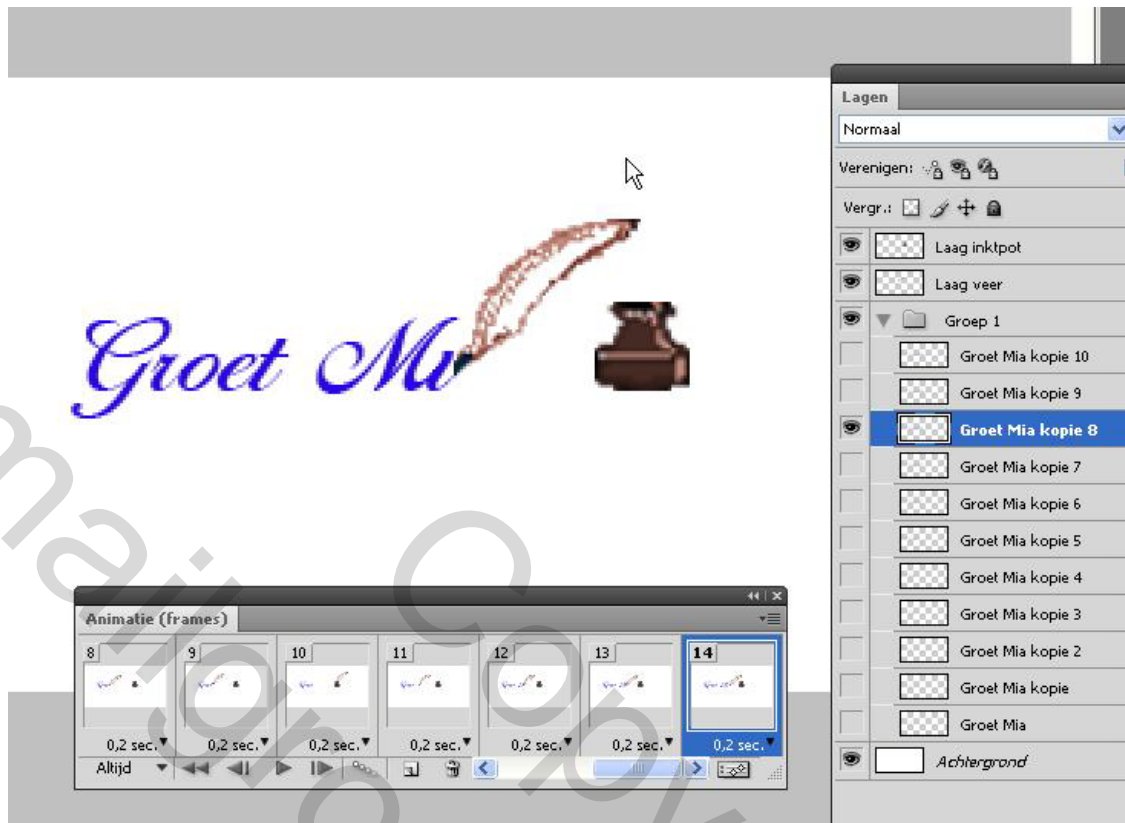 Lagen
Normaal
Verenigen:
Vergr.:
Laag inktpot
Laag veer
Groep 1
Groet Mia kopie 10
Groet Mia kopie 9
Groet Mia kopie 8
Groet Mia kopie 7
Groet Mia kopie 6
Groet Mia kopie 5
Groet Mia kopie 4
Groet Mia kopie 3
Groet Mia kopie 2
Groet Mia kopie
Groet Mia
Achtergrond
Groet Mi
Animatie (frames)
8 9 10 11 12 13 14
0,2 sec. 0,2 sec. 0,2 sec. 0,2 sec. 0,2 sec. 0,2 sec. 0,2 sec.
Altijd